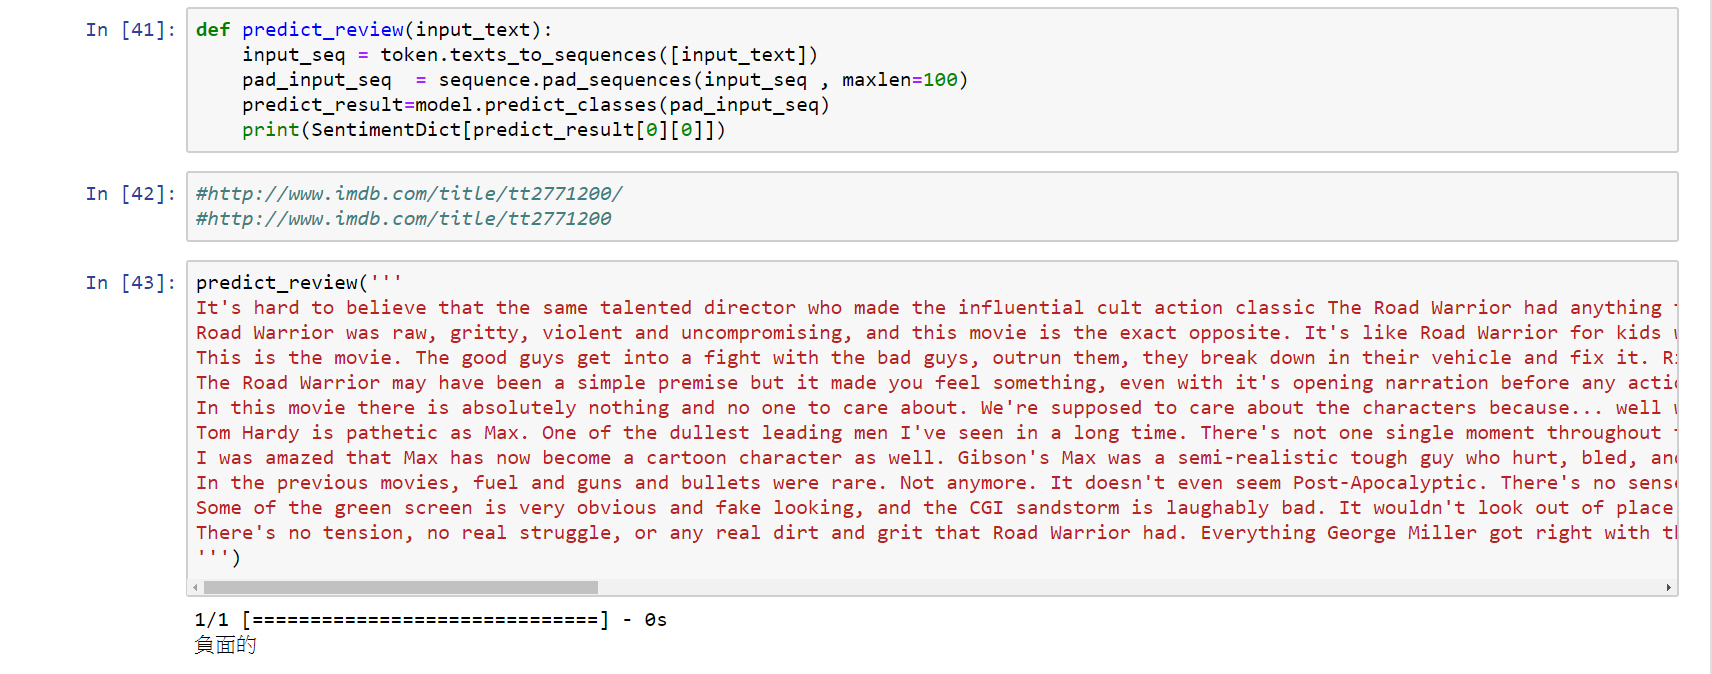 In [41]: def predict_review(input_text):
    input_seq = token.texts_to_sequences([input_text])
    pad_input_seq  = sequence.pad_sequences(input_seq , maxlen=100)
    predict_result=model.predict_classes(pad_input_seq)
    print(SentimentDict[predict_result[0][0]])
In [42]: #http://www.imdb.com/title/tt2771200/
#http://www.imdb.com/title/tt2771200
In [43]: predict_review('''
It's hard to believe that the same talented director who made the influential cult action classic The Road Warrior had anything
Road Warrior was raw, gritty, violent and uncompromising, and this movie is the exact opposite. It's like Road Warrior for kids
This is the movie. The good guys get into a fight with the bad guys, outrun them, they break down in their vehicle and fix it.
The Road Warrior may have been a simple premise but it made you feel something, even with it's opening narration before any
In this movie there is absolutely nothing and no one to care about. We're supposed to care about the characters because... well
Tom Hardy is pathetic as Max. One of the dullest leading men I've seen in a long time. There's not one single moment throughout
I was amazed that Max has now become a cartoon character as well. Gibson's Max was a semi-realistic tough guy who hurt, bled,
In the previous movies, fuel and guns and bullets were rare. Not anymore. It doesn't even seem Post-Apocalyptic. There's no
Some of the green screen is very obvious and fake looking, and the CGI sandstorm is laughably bad. It wouldn't look out of place
There's no tension, no real struggle, or any real dirt and grit that Road Warrior had. Everything George Miller got right with
''')
1/1 [==============================] - 0s
負面的